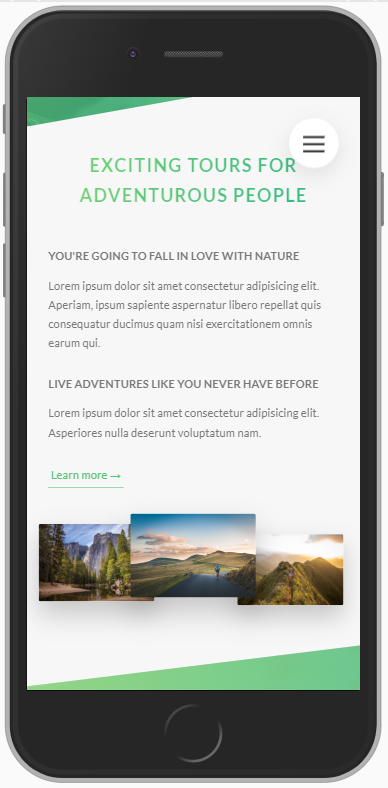 EXCITING TOURS FOR
ADVENTUROUS PEOPLE
YOU'RE GOING TO FALL IN LOVE WITH NATURE
Lorem ipsum dolor sit amet consectetur adipisicing elit.
Aperiam, ipsum sapiente aspernatur libero repellat quis
consequatur ducimus quam nisi exercitationem omnis
earum qui.
LIVE ADVENTURES LIKE YOU NEVER HAVE BEFORE
Lorem ipsum dolor sit amet consectetur adipisicing elit.
Asperiores nulla deserunt voluptatum nam.
Learn more →